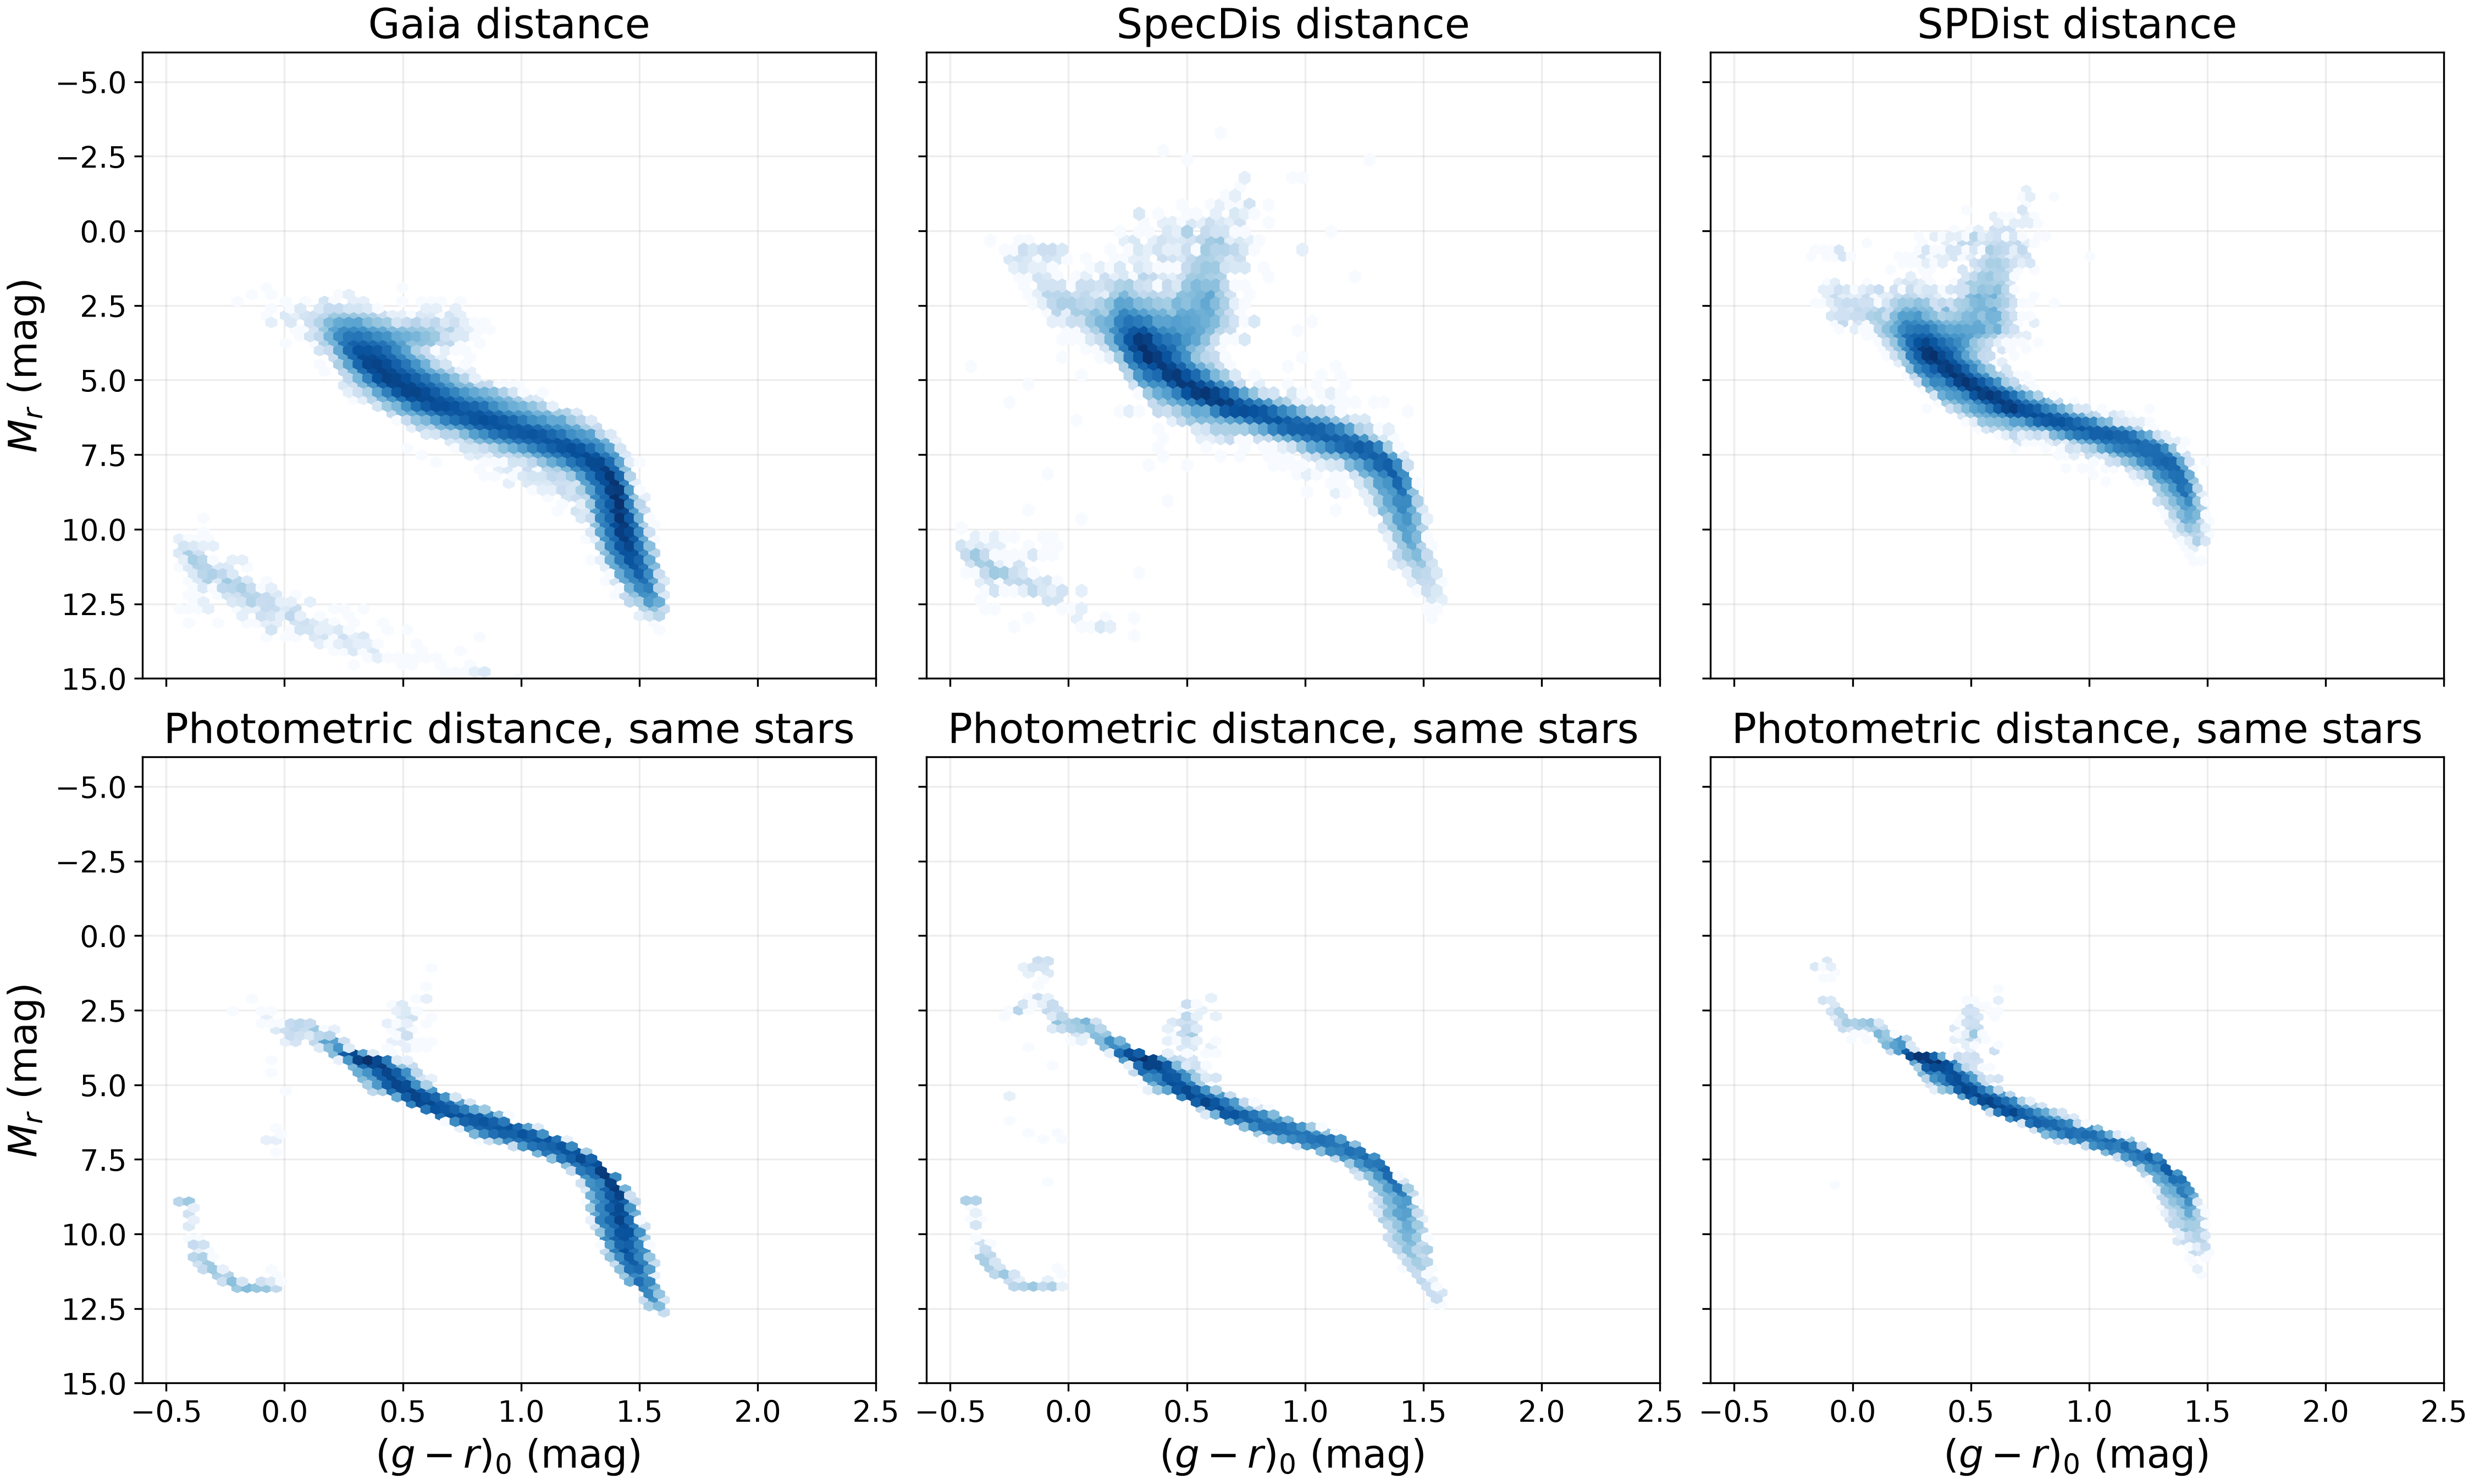 Gaia distance
SpecDis distance
SPDist distance
−5.0
−2.5
0.0
2.5
5.0
7.5
10.0
12.5
15.0
M_r (mag)
Photometric distance, same stars
Photometric distance, same stars
Photometric distance, same stars
−5.0
−2.5
0.0
2.5
5.0
7.5
10.0
12.5
15.0
M_r (mag)
−0.5 0.0 0.5 1.0 1.5 2.0 2.5
−0.5 0.0 0.5 1.0 1.5 2.0 2.5
−0.5 0.0 0.5 1.0 1.5 2.0 2.5
(g − r)₀ (mag)
(g − r)₀ (mag)
(g − r)₀ (mag)